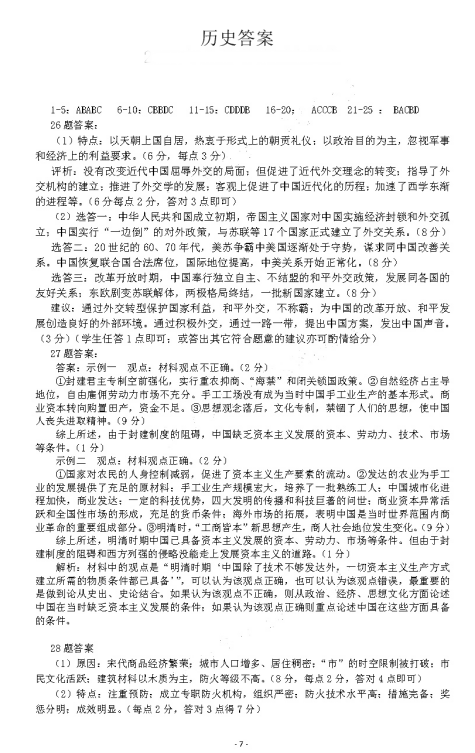 历史答案
1-5：ABABC 6-10：CBBDC 11-15：CDDDB 16-20； ACCCB 21-25 ： BACBD
26题答案：
（1）特点：以天朝上国自居，热衷于形式上的朝贡礼仪；以政治目的为主，忽视军事
和经济上的利益要求。（6分，每点3分）
评析：没有改变近代中国屈辱外交的局面；但促进了近代外交理念的转变；指导了外
交机构的建立；推进了外交学的发展；客观上促进了中国近代化的历程；加速了西学东渐
的进程等。（6分每点2分，答对3点即可）
（2）选答一：中华人民共和国成立初期，帝国主义国家对中国实施经济封锁和外交孤
立；中国实行“一边倒”的对外政策，与苏联等17个国家正式建立了外交关系。（8分）
选答二：20世纪的60、70年代，美苏争霸中美国逐渐处于守势，谋求同中国改善关
系。中国恢复联合国合法席位，国际地位提高，中美关系开始正常化。（8分）
选答三：改革开放时期，中国奉行独立自主、不结盟的和平外交政策，发展同各国的
友好关系；东欧剧变苏联解体，两极格局终结，一批新国家建立。（8分）
建议：通过外交转型保护国家利益，和平外交，不称霸；为中国的改革开放、和平发
展创造良好的外部环境。通过积极外交，通过一路一带，提出中国方案，发出中国声音。
（3分）（学生任答1点即可；或答出其它符合题意的建议亦可酌情给分）
27题答案：
答案：示例一 观点：材料观点不正确。（2分）
①封建君主专制空前强化，实行重农抑商、“海禁”和闭关锁国政策。②自然经济占主导
地位，自由雇佣劳动力市场不充分。手工工场没有成为当时中国手工业生产的基本形式。商
业资本转向购置田产，资金不足。③思想观念落后，文化专制，禁锢了人们的思想，使中国
人丧失进取精神。（9分）
综上所述，由于封建制度的阻碍，中国缺乏资本主义发展的资本、劳动力、技术、市场
等条件。（1分）
示例二 观点：材料观点正确。（2分）
①国家对农民的人身控制减弱，促进了资本主义生产要素的流动。②发达的农业为手工
业的发展提供了充足的原材料；手工业生产规模宏大，培养了一批熟练工人；中国城市化进
程加快，商业发达；一定的科技优势，四大发明的传播和科技巨著的问世；商业资本异常活
跃和全国性市场的形成，充足的货币条件；海外市场的拓展，表明中国是当时世界范围内商
业革命的重要组成部分。③明清时，“工商皆本”新思想产生，商人社会地位发生变化。（9分）
综上所述，明清时期中国己具备资本主义发展的资本、劳动力、市场等条件。但由于封
建制度的阻碍和西方列强的侵略没能走上发展资本主义的道路。（1分）
解析：材料中的观点是“明清时期‘中国除了技术不够发达外，一切资本主义生产方式
建立所需的物质条件都已具备’”，可以认为该观点正确，也可以认为该观点错误，最重要的
是做到论从史出、史论结合。如果认为该观点不正确，则从政治、经济、思想文化方面论述
中国在当时缺乏资本主义发展的条件；如果认为该观点正确则重点论述中国在这些方面具备
的条件。
28题答案
（1）原因：宋代商品经济繁荣；城市人口增多、居住稠密；“市”的时空限制被打破；市
民文化活跃；建筑材料以木质为主，防火等级不高。（8分，每点2分，答对4点即可）
（2）特点：注重预防；成立专职防火机构，组织严密；防火技术水平高；措施完备；奖
惩分明；成效明显。（每点2分，答对3点得7分）
- 7 -